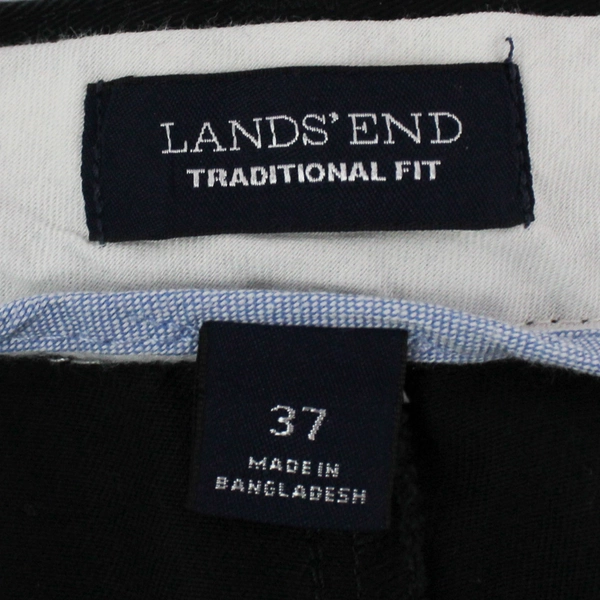 LANDS' END
TRADITIONAL FIT
37
MADE IN
BANGLADESH